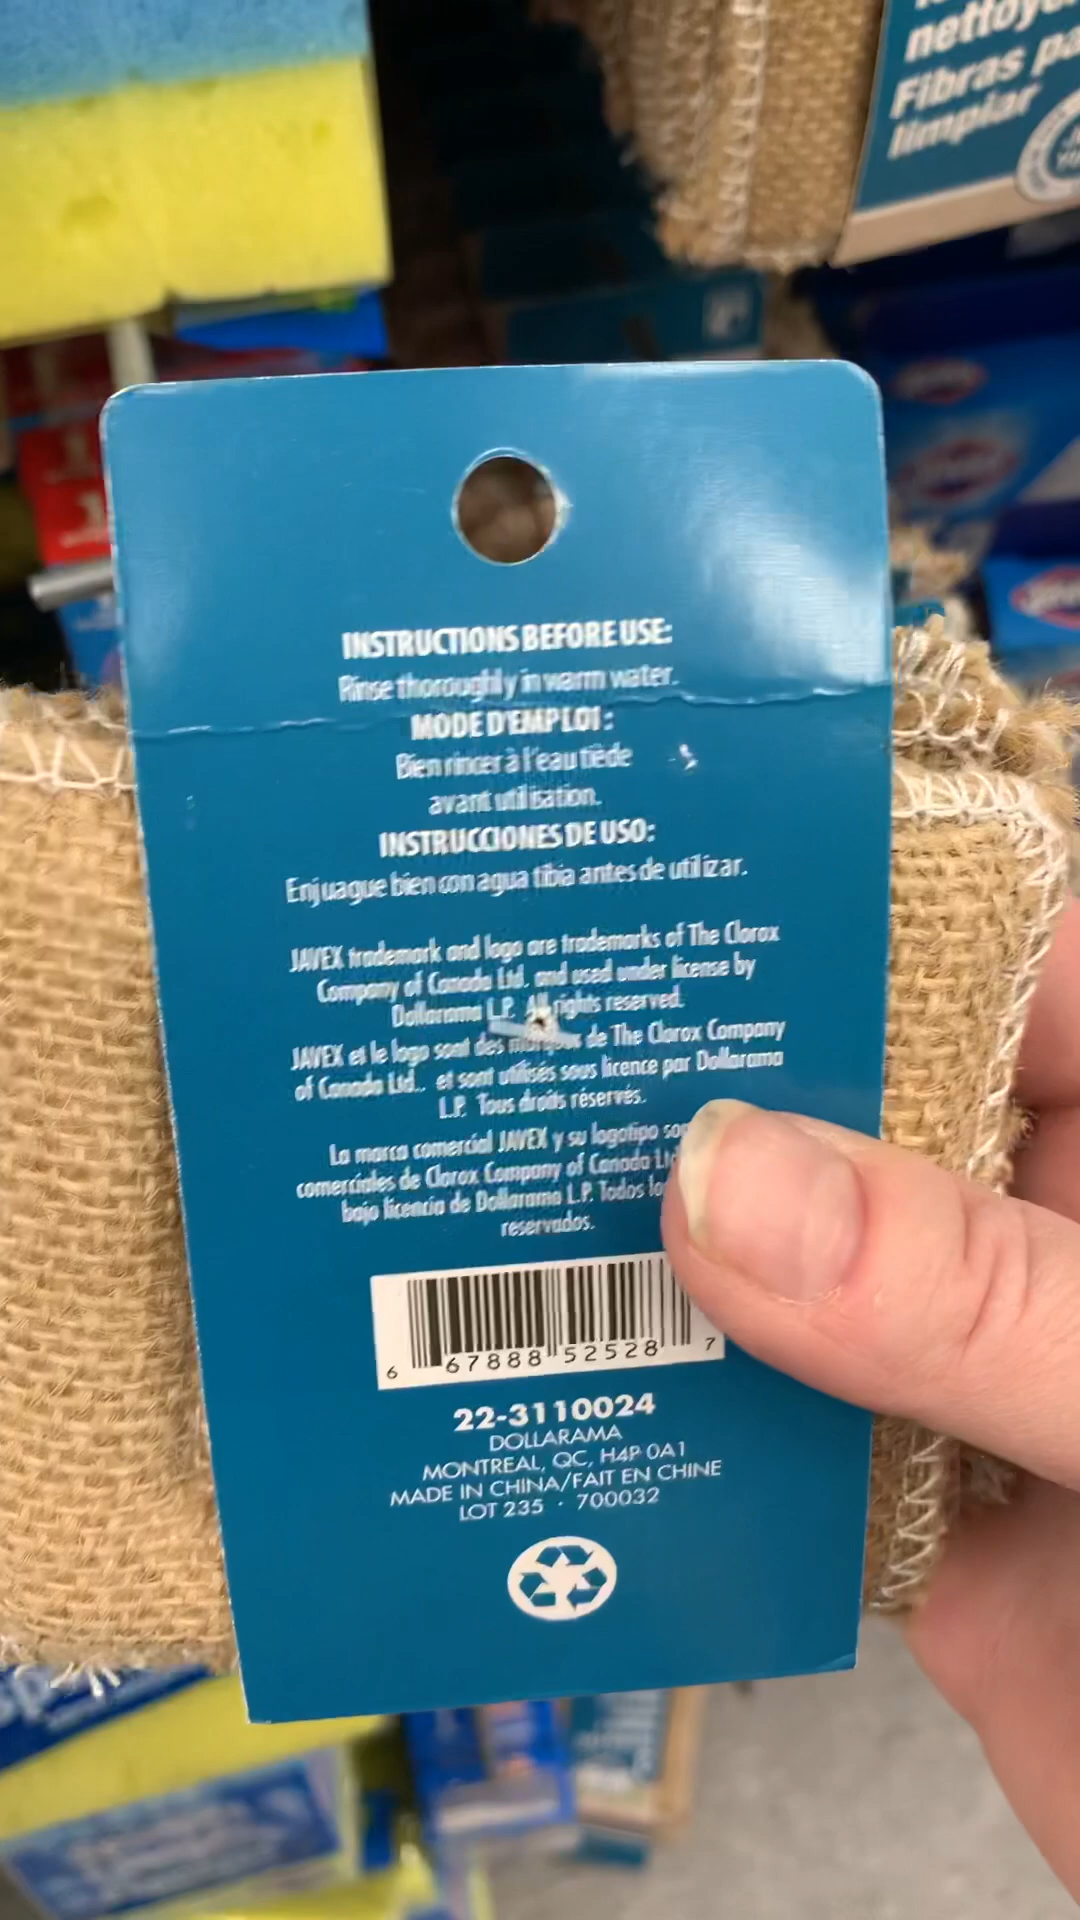 nettoye
Fibras pa
limpiar
INSTRUCTIONS BEFORE USE:
Rinse thoroughly in warm water.
MODE D'EMPLOI :
Bien rincer à l'eau tiède
avant utilisation.
INSTRUCCIONES DE USO:
Enjuague bien con agua tibia antes de utilizar.
JAVEX trademark and logo are trademarks of The Clorox
Company of Canada Ltd. and used under license by
Dollarama L.P. All rights reserved.
JAVEX et le logo sont des marques de The Clorox Company
of Canada Ltd.. et sont utilisés sous licence par Dollarama
L.P. Tous droits réservés.
La marca comercial JAVEX y su logotipo son
comerciales de Clorox Company of Canada Lt
bajo licencia de Dollarama L.P. Todos lo
reservados.
6 67888 52528 7
22-3110024
DOLLARAMA
MONTREAL, QC, H4P 0A1
MADE IN CHINA/FAIT EN CHINE
LOT 235 · 700032